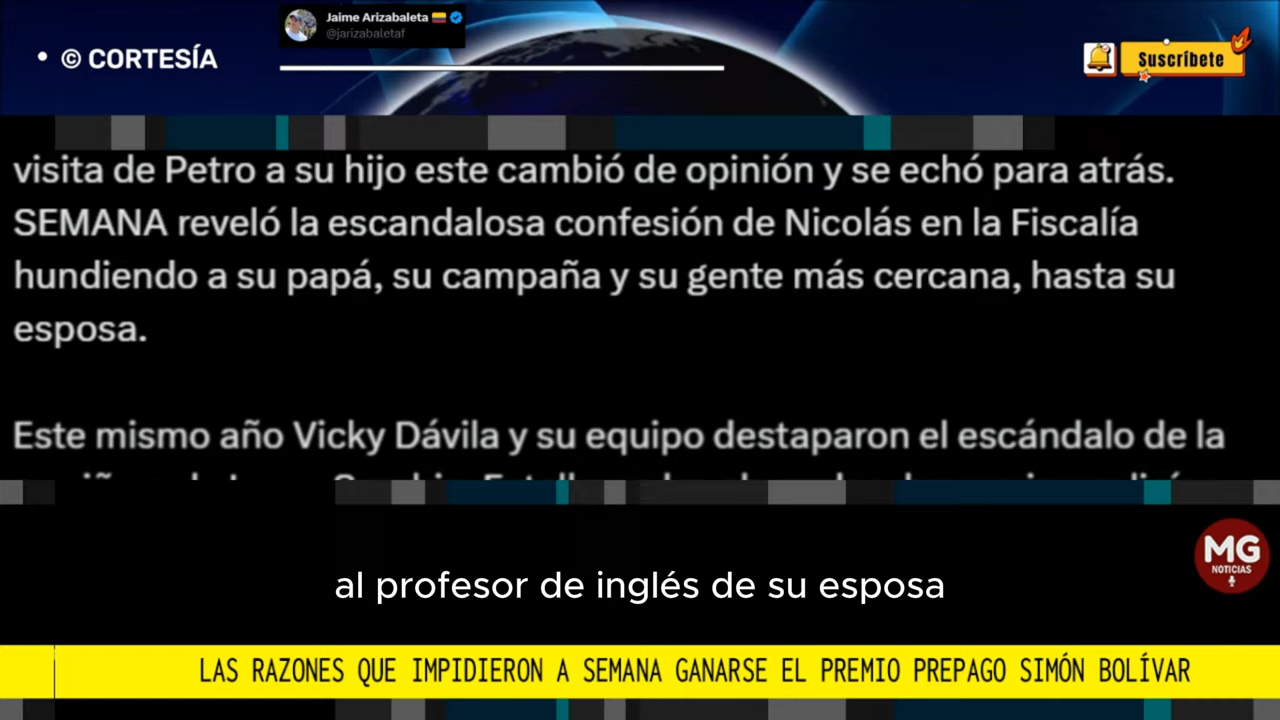 Jaime Arizabaleta
@jarizabaletaf
• © CORTESÍA
Suscríbete
visita de Petro a su hijo este cambió de opinión y se echó para atrás.
SEMANA reveló la escandalosa confesión de Nicolás en la Fiscalía
hundiendo a su papá, su campaña y su gente más cercana, hasta su
esposa.
Este mismo año Vicky Dávila y su equipo destaparon el escándalo de la
MG
NOTICIAS
al profesor de inglés de su esposa
LAS RAZONES QUE IMPIDIERON A SEMANA GANARSE EL PREMIO PREPAGO SIMÓN BOLÍVAR